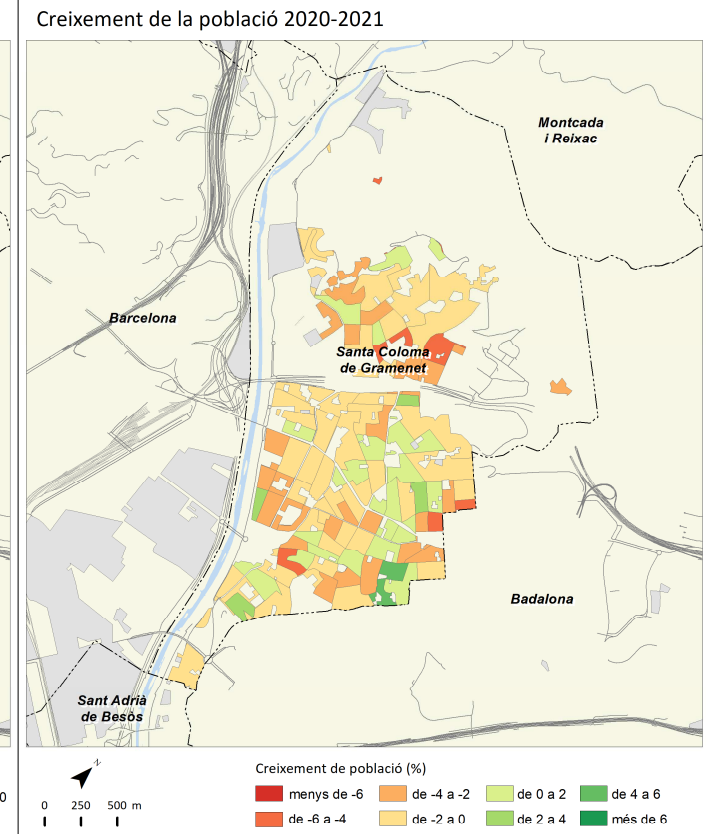 Creixement de la població 2020-2021
Montcada
i Reixac
Barcelona
Santa Coloma
de Gramenet
Badalona
Sant Adrià
de Besòs
Creixement de població (%)
N
menys de -6
de -4 a -2
de 0 a 2
de 4 a 6
0
0 250 500 m
de -6 a -4
de -2 a 0
de 2 a 4
més de 6